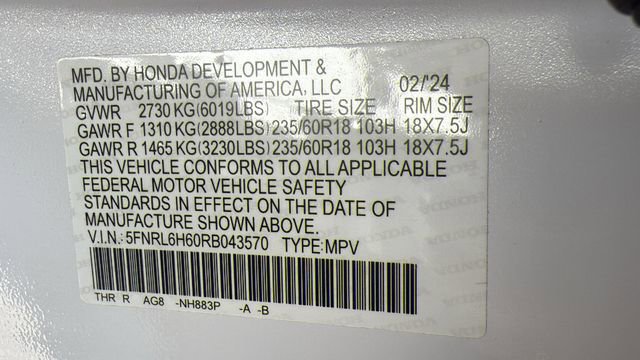 MFD. BY HONDA DEVELOPMENT &
MANUFACTURING OF AMERICA, LLC 02/'24
GVWR 2730 KG(6019LBS) TIRE SIZE RIM SIZE
GAWR F 1310 KG(2888LBS) 235/60R18 103H 18X7.5J
GAWR R 1465 KG(3230LBS) 235/60R18 103H 18X7.5J
THIS VEHICLE CONFORMS TO ALL APPLICABLE
FEDERAL MOTOR VEHICLE SAFETY
STANDARDS IN EFFECT ON THE DATE OF
MANUFACTURE SHOWN ABOVE.
V.I.N.: 5FNRL6H60RB043570 TYPE: MPV
THR R AG8 -NH883P -A -B